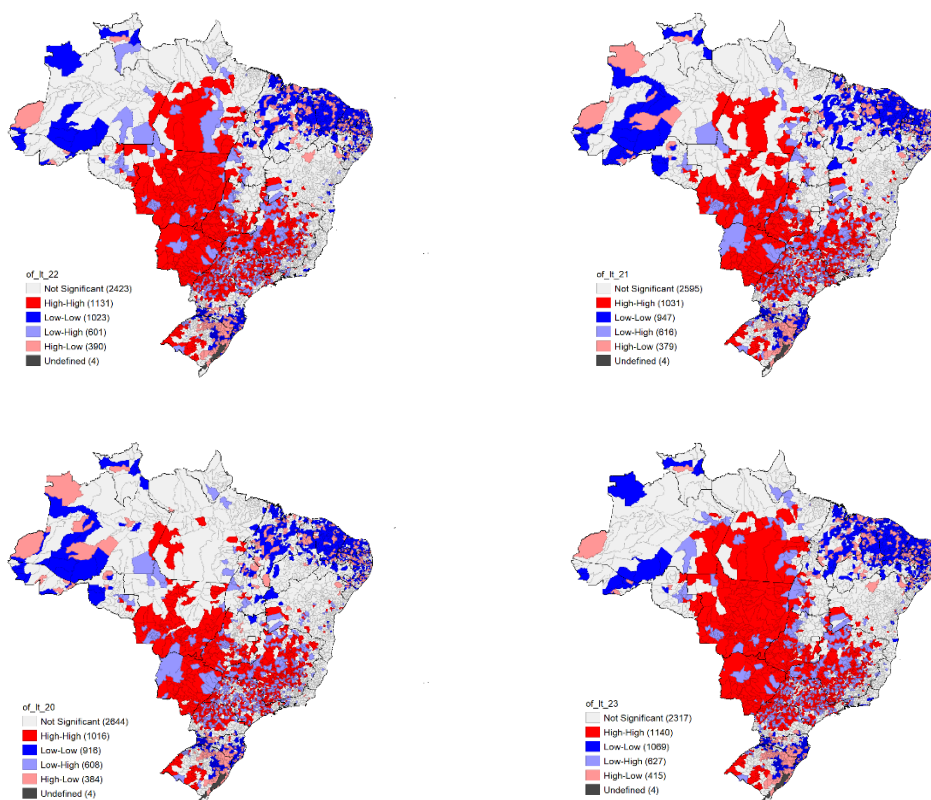 of_lt_22
Not Significant (2423)
High-High (1131)
Low-Low (1023)
Low-High (601)
High-Low (390)
Undefined (4)
of_lt_21
Not Significant (2595)
High-High (1031)
Low-Low (947)
Low-High (616)
High-Low (379)
Undefined (4)
of_lt_20
Not Significant (2644)
High-High (1016)
Low-Low (916)
Low-High (608)
High-Low (384)
Undefined (4)
of_lt_23
Not Significant (2317)
High-High (1140)
Low-Low (1069)
Low-High (627)
High-Low (415)
Undefined (4)